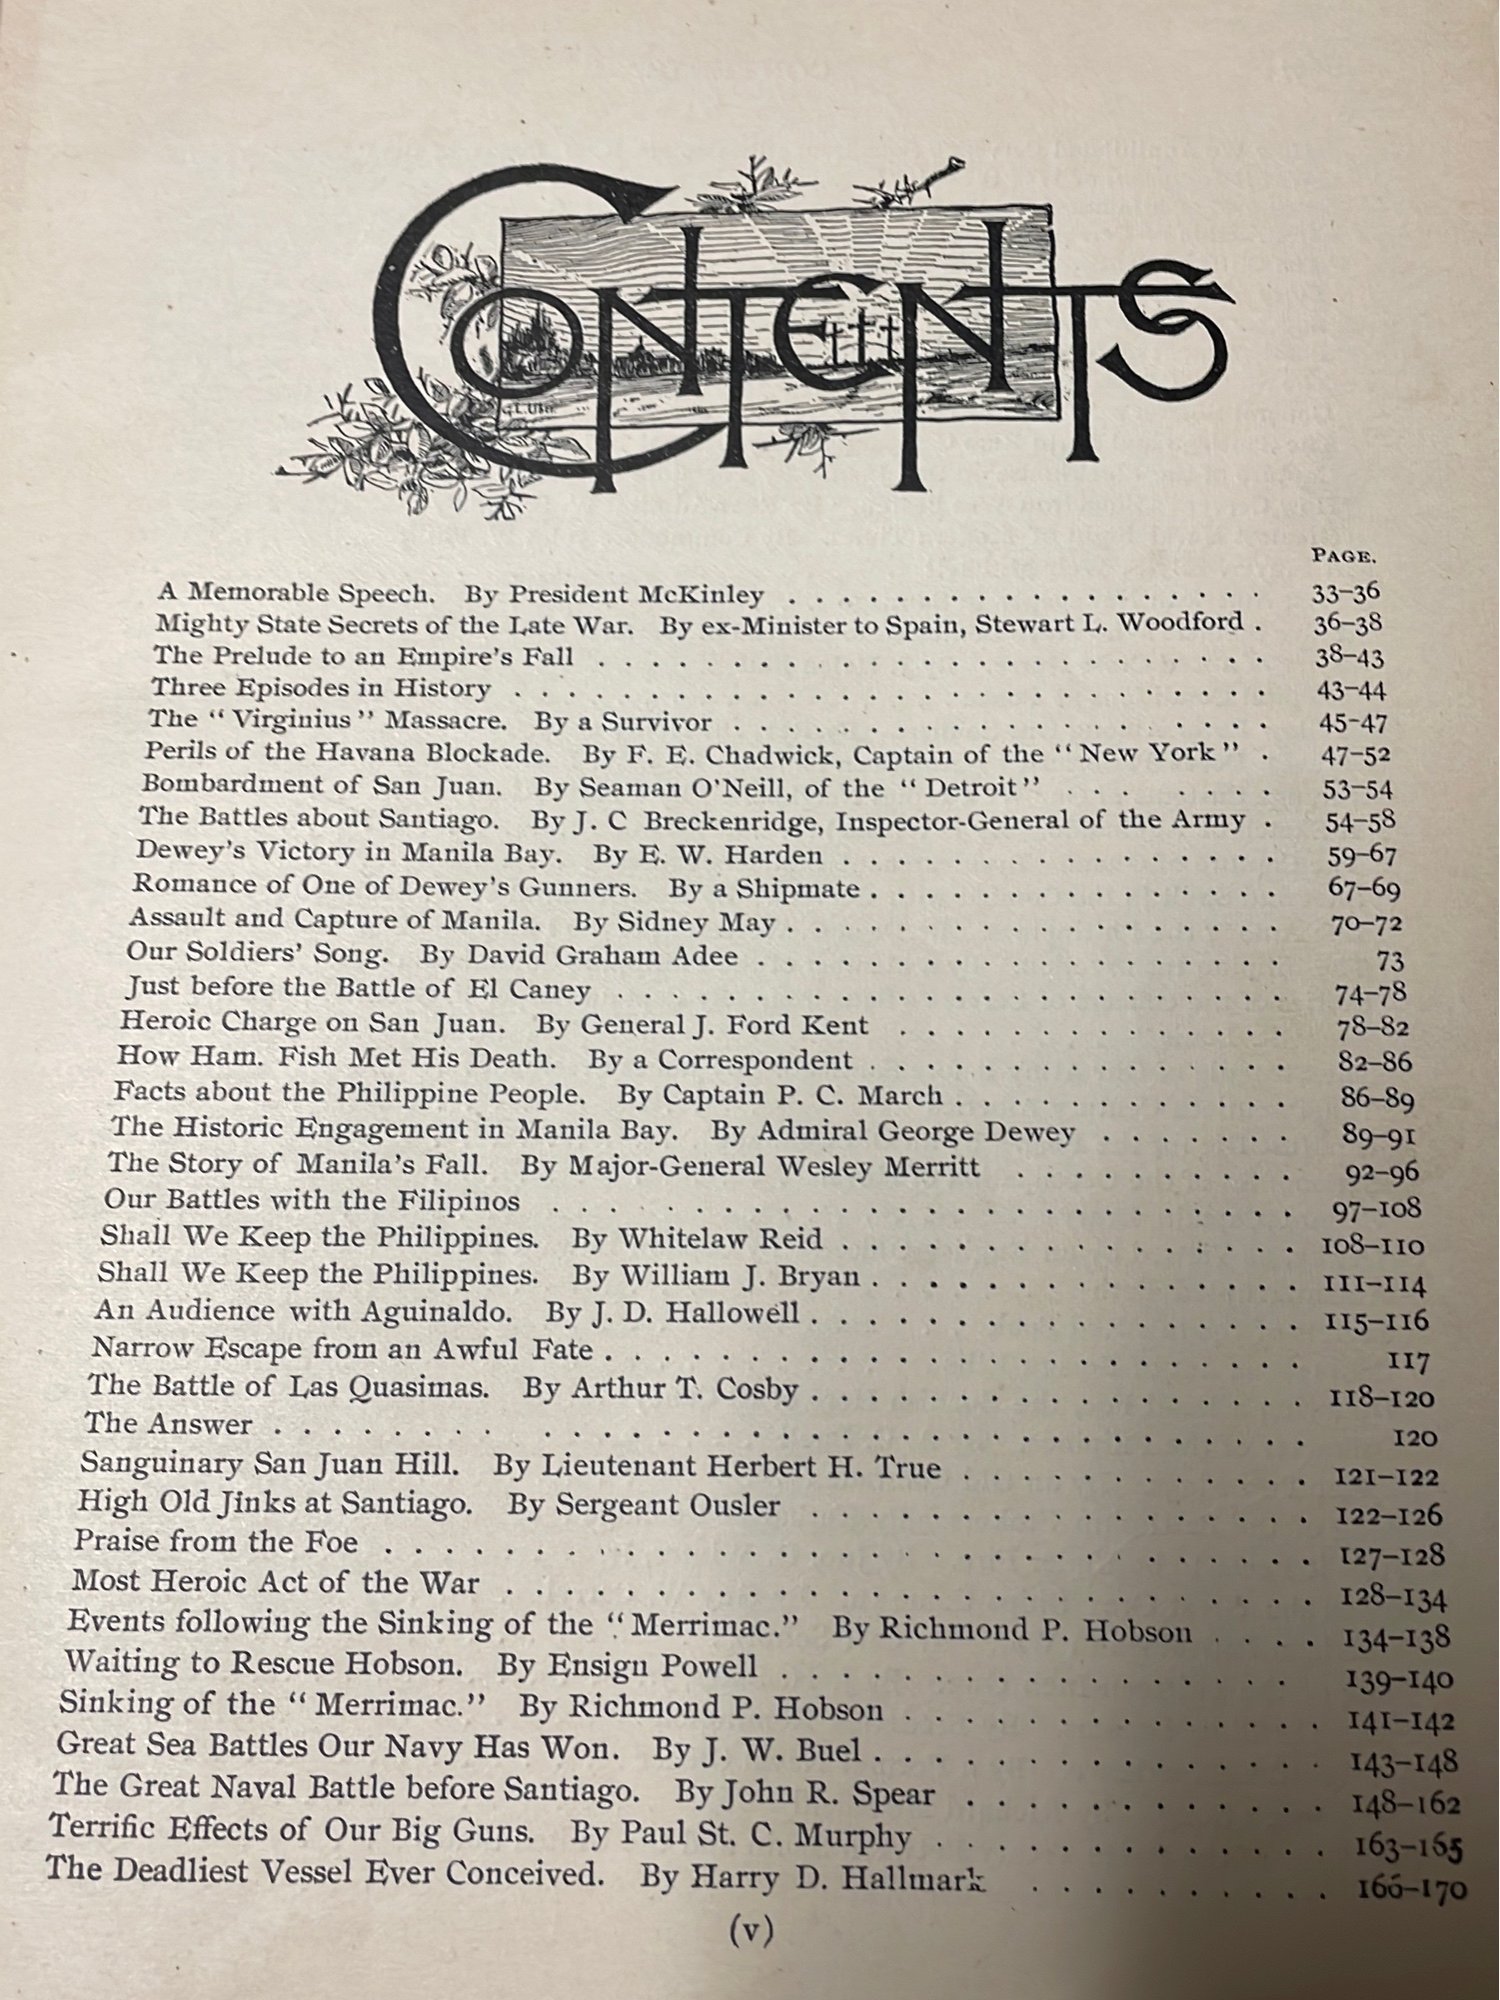 CONTENTS
PAGE.
A Memorable Speech. By President McKinley . . . . . . . . . . . . . . . . . . 33–36
Mighty State Secrets of the Late War. By ex-Minister to Spain, Stewart L. Woodford . 36–38
The Prelude to an Empire's Fall . . . . . . . . . . . . . . . . . . . . . . . . 38–43
Three Episodes in History . . . . . . . . . . . . . . . . . . . . . . . . . . . 43–44
The "Virginius" Massacre. By a Survivor . . . . . . . . . . . . . . . . . . . 45-47
Perils of the Havana Blockade. By F. E. Chadwick, Captain of the "New York" . 47–52
Bombardment of San Juan. By Seaman O'Neill, of the "Detroit" . . . . . . . 53–54
The Battles about Santiago. By J. C Breckenridge, Inspector-General of the Army . 54–58
Dewey's Victory in Manila Bay. By E. W. Harden . . . . . . . . . . . . . . . . 59–67
Romance of One of Dewey's Gunners. By a Shipmate . . . . . . . . . . . . . . . 67–69
Assault and Capture of Manila. By Sidney May . . . . . . . . . . . . . . . . . . 70–72
Our Soldiers' Song. By David Graham Adee . . . . . . . . . . . . . . . . . . . 73
Just before the Battle of El Caney . . . . . . . . . . . . . . . . . . . . . . . . 74–78
Heroic Charge on San Juan. By General J. Ford Kent . . . . . . . . . . . . . . 78–82
How Ham. Fish Met His Death. By a Correspondent . . . . . . . . . . . . . . . 82–86
Facts about the Philippine People. By Captain P. C. March . . . . . . . . . . . . 86–89
The Historic Engagement in Manila Bay. By Admiral George Dewey . . . . . . . 89–91
The Story of Manila's Fall. By Major-General Wesley Merritt . . . . . . . . . . 92–96
Our Battles with the Filipinos . . . . . . . . . . . . . . . . . . . . . . . . . . 97–108
Shall We Keep the Philippines. By Whitelaw Reid . . . . . . . . . . . . . . . . 108–110
Shall We Keep the Philippines. By William J. Bryan . . . . . . . . . . . . . . . 111–114
An Audience with Aguinaldo. By J. D. Hallowell . . . . . . . . . . . . . . . . . 115–116
Narrow Escape from an Awful Fate . . . . . . . . . . . . . . . . . . . . . . . . 117
The Battle of Las Quasimas. By Arthur T. Cosby . . . . . . . . . . . . . . . . . 118–120
The Answer . . . . . . . . . . . . . . . . . . . . . . . . . . . . . . . . . . . . 120
Sanguinary San Juan Hill. By Lieutenant Herbert H. True . . . . . . . . . . . . 121–122
High Old Jinks at Santiago. By Sergeant Ousler . . . . . . . . . . . . . . . . . 122–126
Praise from the Foe . . . . . . . . . . . . . . . . . . . . . . . . . . . . . . . 127–128
Most Heroic Act of the War . . . . . . . . . . . . . . . . . . . . . . . . . . . 128–134
Events following the Sinking of the "Merrimac." By Richmond P. Hobson . . . . 134–138
Waiting to Rescue Hobson. By Ensign Powell . . . . . . . . . . . . . . . . . . 139–140
Sinking of the "Merrimac." By Richmond P. Hobson . . . . . . . . . . . . . . 141–142
Great Sea Battles Our Navy Has Won. By J. W. Buel . . . . . . . . . . . . . . . 143–148
The Great Naval Battle before Santiago. By John R. Spear . . . . . . . . . . . . 148–162
Terrific Effects of Our Big Guns. By Paul St. C. Murphy . . . . . . . . . . . . . 163–165
The Deadliest Vessel Ever Conceived. By Harry D. Hallmark . . . . . . . . . . 166–170
(v)